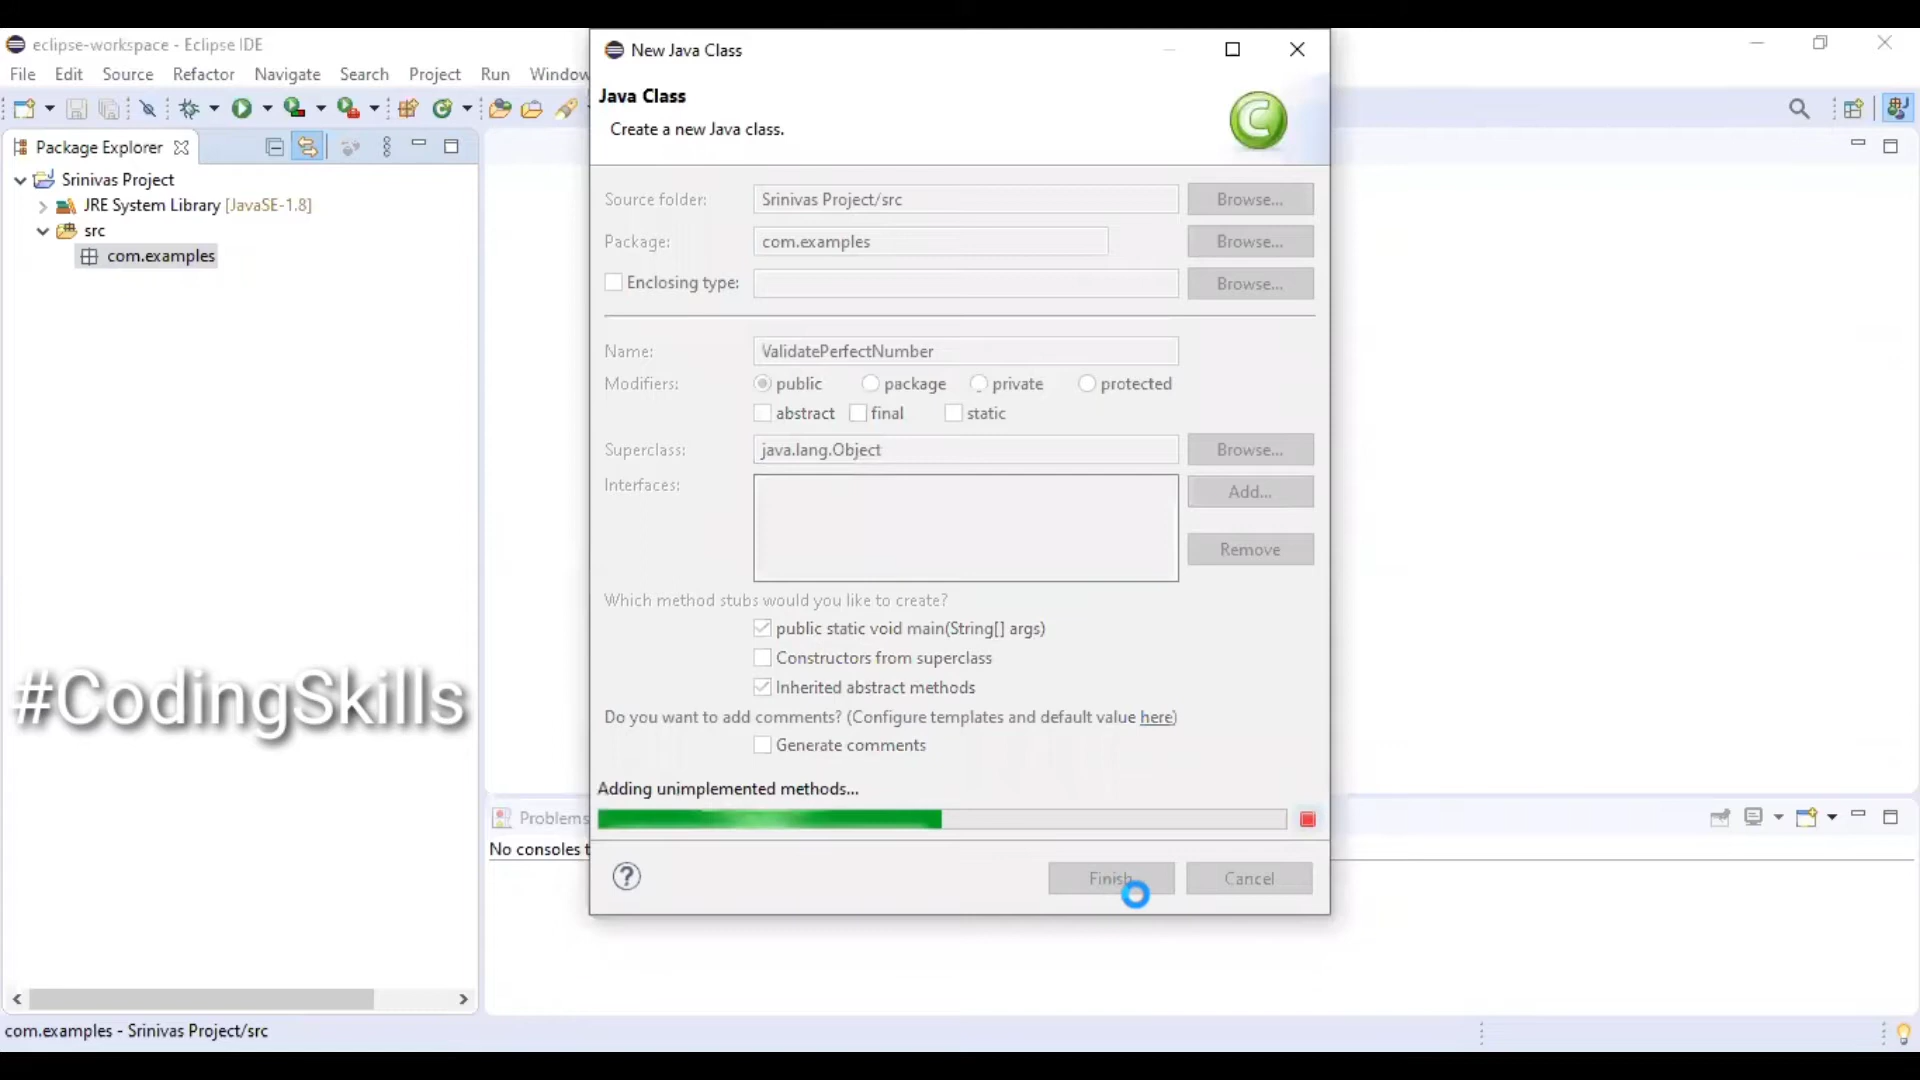 eclipse-workspace - Eclipse IDE
File Edit Source Refactor Navigate Search Project Run Window
Package Explorer
Srinivas Project
JRE System Library [JavaSE-1.8]
src
com.examples
#CodingSkills
New Java Class
Java Class
Create a new Java class.
Source folder: Srinivas Project/src Browse...
Package: com.examples Browse...
Enclosing type: Browse...
Name: ValidatePerfectNumber
Modifiers: public package private protected
abstract final static
Superclass: java.lang.Object Browse...
Interfaces: Add...
Remove
Which method stubs would you like to create?
public static void main(String[] args)
Constructors from superclass
Inherited abstract methods
Do you want to add comments? (Configure templates and default value here)
Generate comments
Adding unimplemented methods...
Finish Cancel
Problems
No consoles t
com.examples - Srinivas Project/src